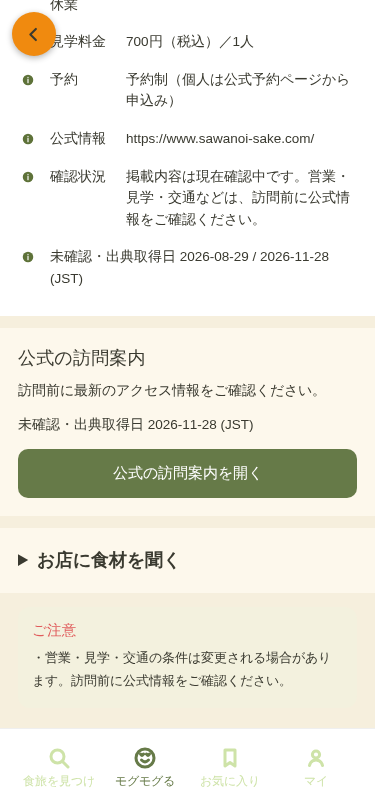 休業
見学料金 700円（税込）／1人
予約 予約制（個人は公式予約ページから
申込み）
公式情報 https://www.sawanoi-sake.com/
確認状況 掲載内容は現在確認中です。営業・
見学・交通などは、訪問前に公式情
報をご確認ください。
未確認・出典取得日 2026-08-29 / 2026-11-28
(JST)
公式の訪問案内
訪問前に最新のアクセス情報をご確認ください。
未確認・出典取得日 2026-11-28 (JST)
公式の訪問案内を開く
お店に食材を聞く
ご注意
・営業・見学・交通の条件は変更される場合があり
ます。訪問前に公式情報をご確認ください。
食旅を見つけ モグモグる お気に入り マイ